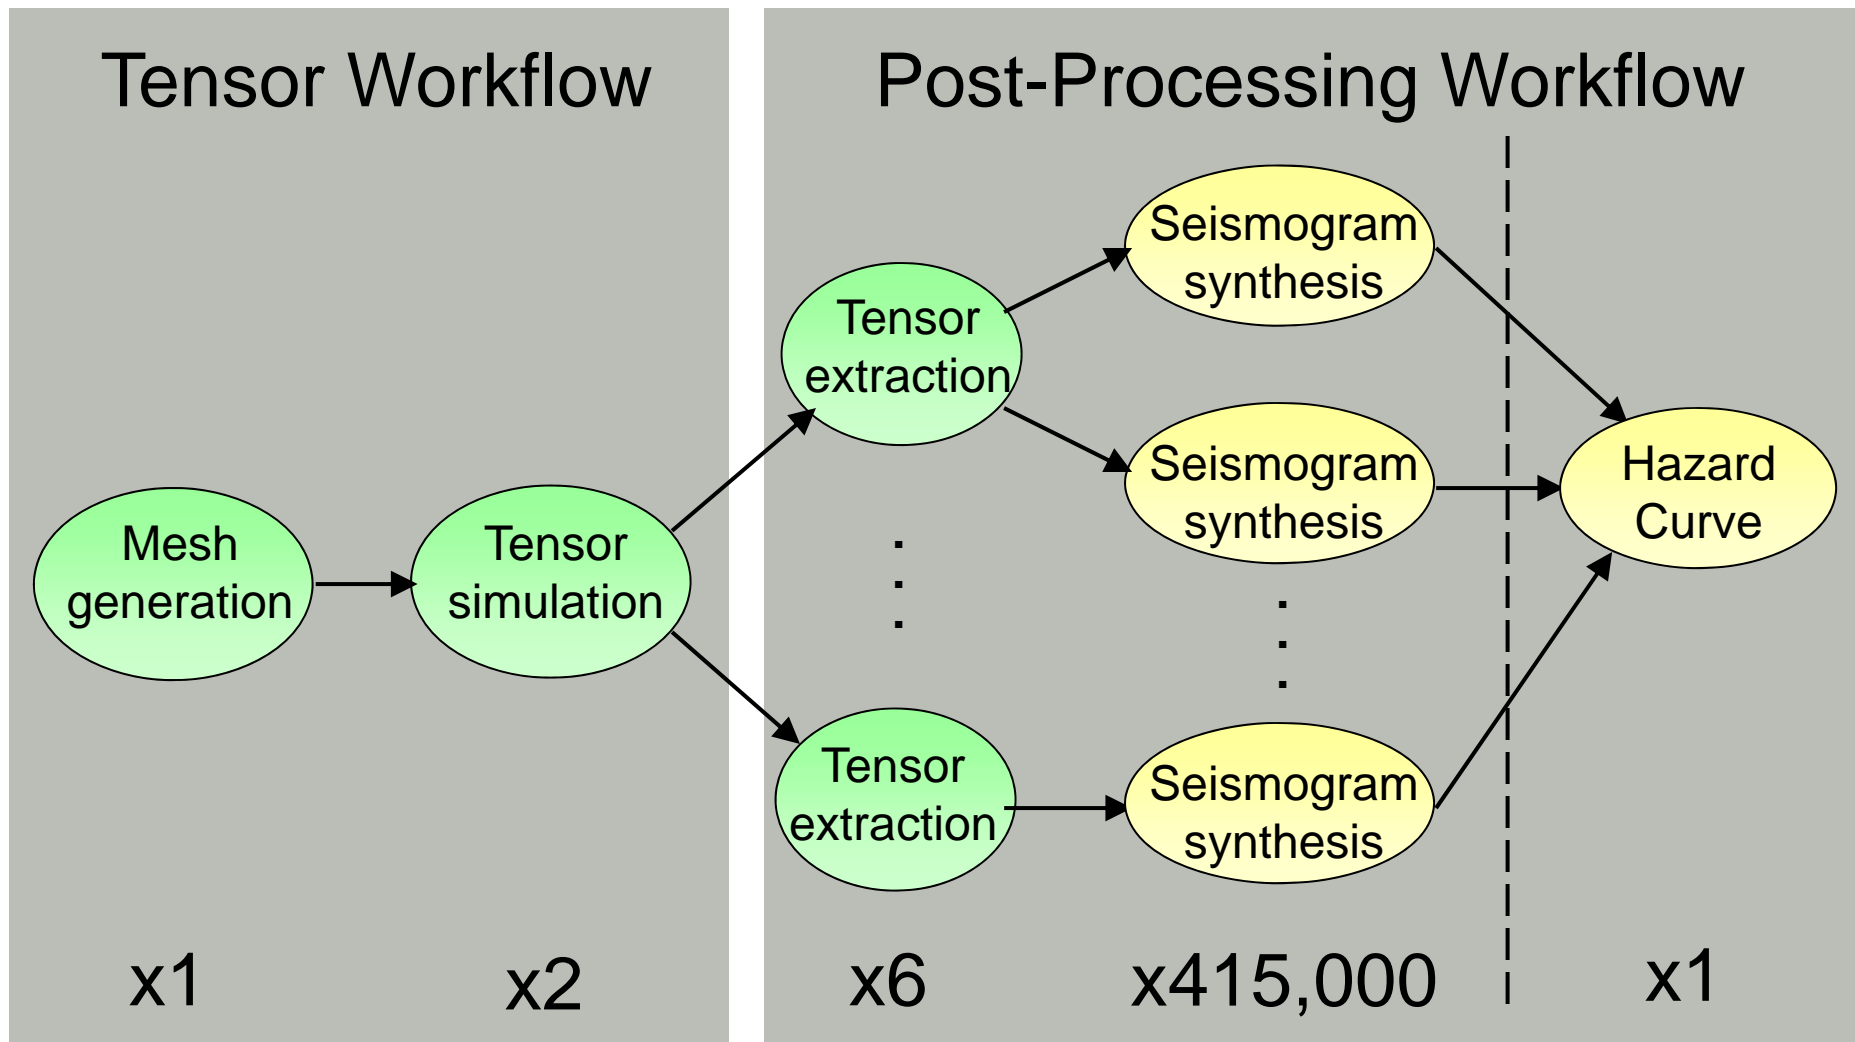 Tensor Workflow
Post-Processing Workflow
Mesh
generation
Tensor
simulation
Tensor
extraction
Tensor
extraction
Seismogram
synthesis
Seismogram
synthesis
Seismogram
synthesis
Hazard
Curve
x1
x2
x6
x415,000
x1